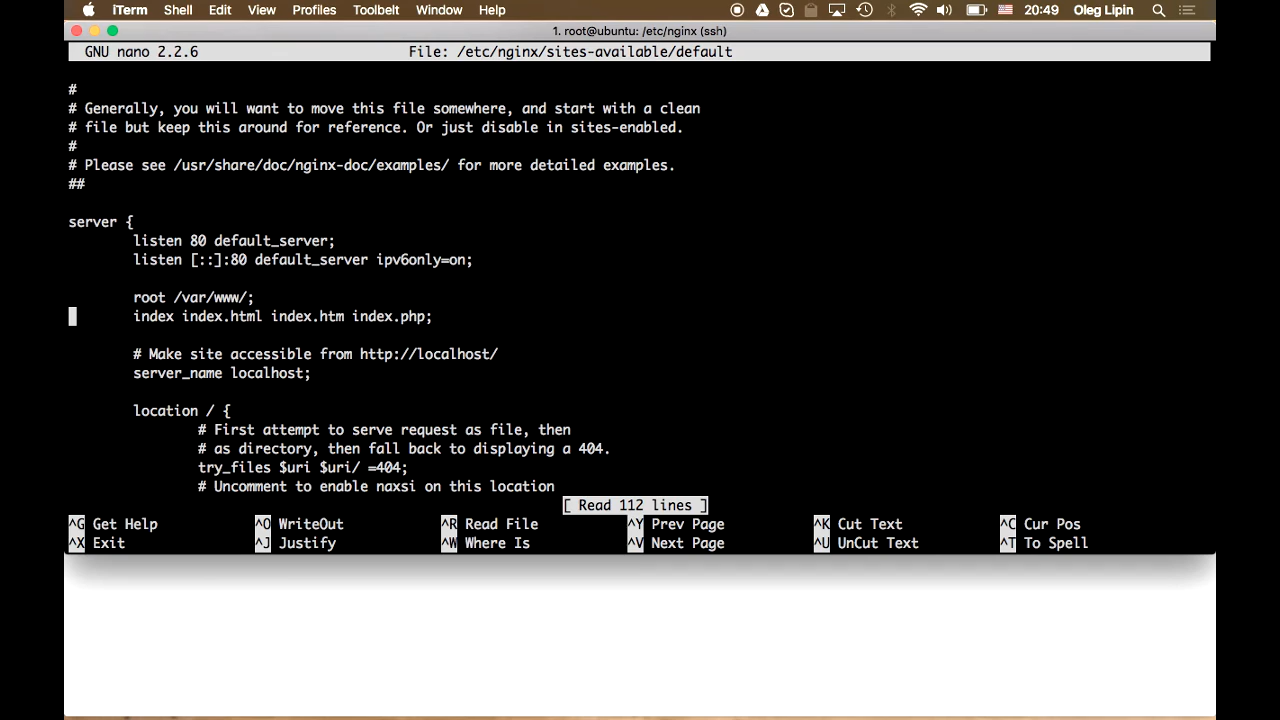 iTerm Shell Edit View Profiles Toolbelt Window Help 20:49 Oleg Lipin
1. root@ubuntu: /etc/nginx (ssh)
GNU nano 2.2.6 File: /etc/nginx/sites-available/default
#
# Generally, you will want to move this file somewhere, and start with a clean
# file but keep this around for reference. Or just disable in sites-enabled.
#
# Please see /usr/share/doc/nginx-doc/examples/ for more detailed examples.
##
server {
listen 80 default_server;
listen [::]:80 default_server ipv6only=on;
root /var/www/;
index index.html index.htm index.php;
# Make site accessible from http://localhost/
server_name localhost;
location / {
# First attempt to serve request as file, then
# as directory, then fall back to displaying a 404.
try_files $uri $uri/ =404;
# Uncomment to enable naxsi on this location
[ Read 112 lines ]
^G Get Help ^O WriteOut ^R Read File ^Y Prev Page ^K Cut Text ^C Cur Pos
^X Exit ^J Justify ^W Where Is ^V Next Page ^U UnCut Text ^T To Spell